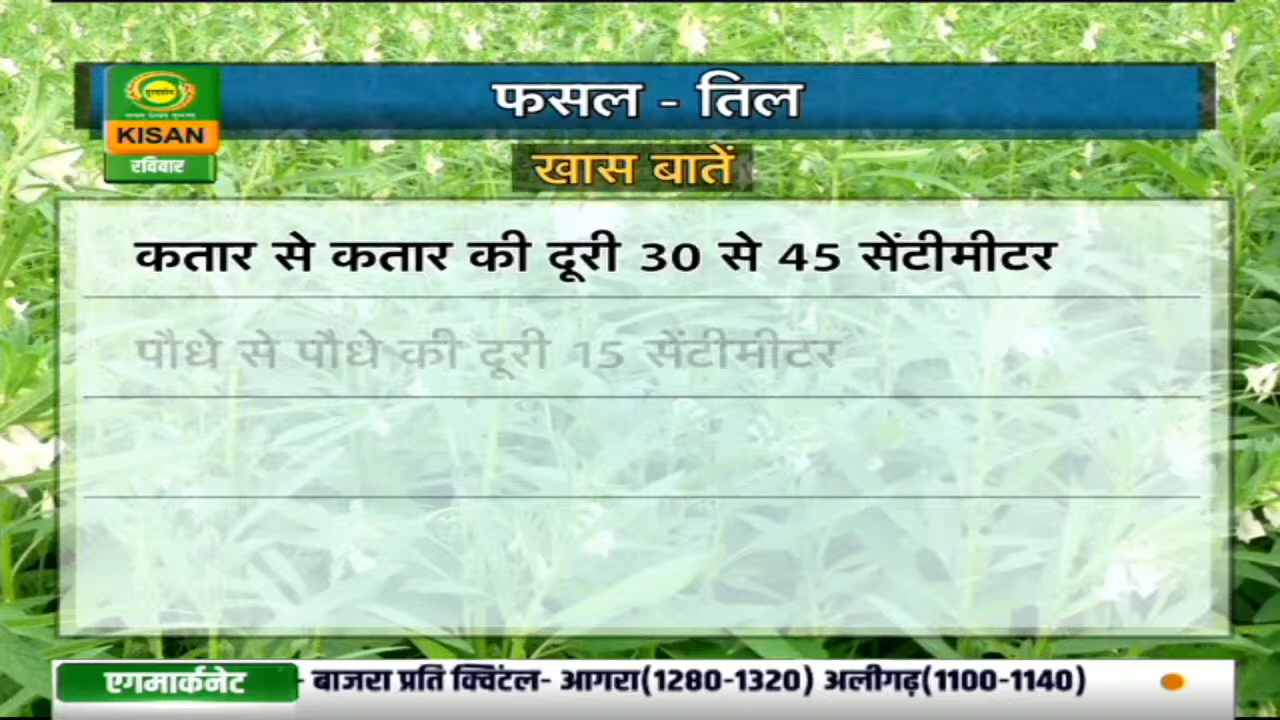 फसल - तिल
KISAN
रविवार
खास बातें
कतार से कतार की दूरी 30 से 45 सेंटीमीटर
पौधे से पौधे की दूरी 15 सेंटीमीटर
एगमार्कनेट - बाजरा प्रति क्विंटल- आगरा(1280-1320) अलीगढ़(1100-1140)